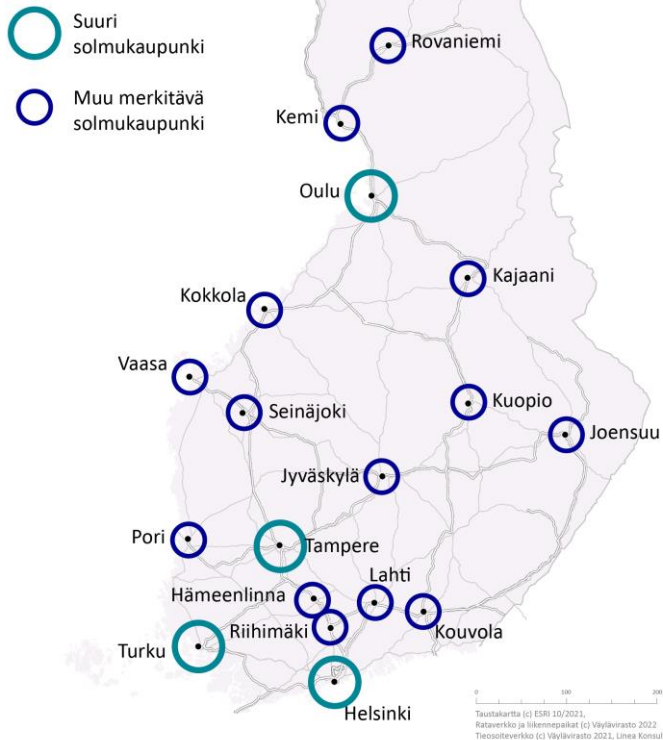 Suuri
solmukaupunki
Muu merkitävä
solmukaupunki
Rovaniemi
Kemi
Oulu
Kajaani
Kokkola
Vaasa
Seinäjoki
Kuopio
Joensuu
Jyväskylä
Pori
Tampere
Lahti
Hämeenlinna
Riihimäki
Kouvola
Turku
Helsinki
0 100 200
Taustakartta (c) ESRI 10/2021,
Rataverkko ja liikennepaikat (c) Väylävirasto 2022
Tieosoiteverkko (c) Väylävirasto 2021, Linea Konsul